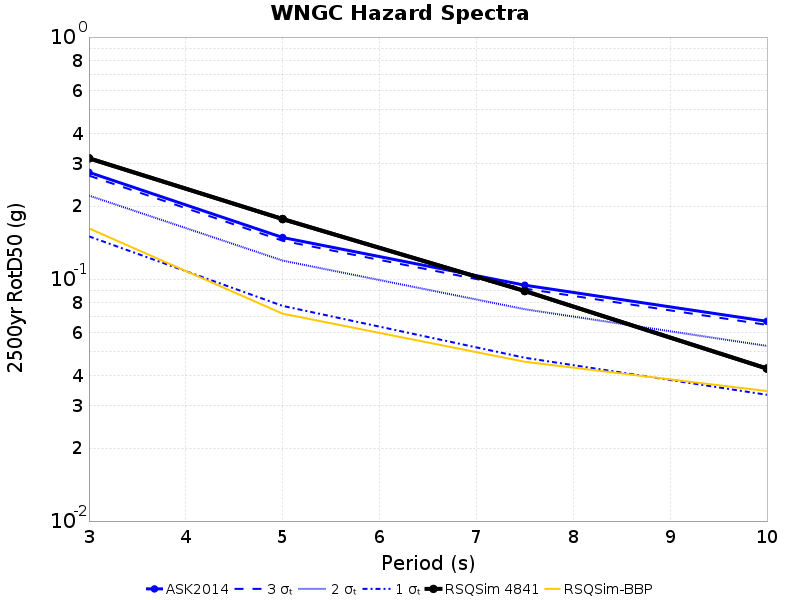 WNGC Hazard Spectra
10^0
8
6
4
3
2
10^-1
8
6
4
3
2
10^-2
2500yr RotD50 (g)
3 4 5 6 7 8 9 10
Period (s)
ASK2014 3 σₜ 2 σₜ 1 σₜ RSQSim 4841 RSQSim-BBP